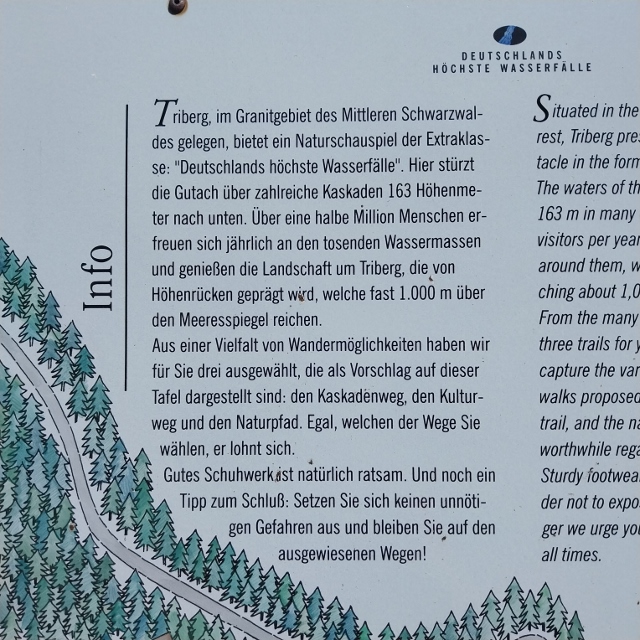 DEUTSCHLANDS
HÖCHSTE WASSERFÄLLE
Info
Triberg, im Granitgebiet des Mittleren Schwarzwal-
des gelegen, bietet ein Naturschauspiel der Extraklas-
se: "Deutschlands höchste Wasserfälle". Hier stürzt
die Gutach über zahlreiche Kaskaden 163 Höhenme-
ter nach unten. Über eine halbe Million Menschen er-
freuen sich jährlich an den tosenden Wassermassen
und genießen die Landschaft um Triberg, die von
Höhenrücken geprägt wird, welche fast 1.000 m über
den Meeresspiegel reichen.
Aus einer Vielfalt von Wandermöglichkeiten haben wir
für Sie drei ausgewählt, die als Vorschlag auf dieser
Tafel dargestellt sind: den Kaskadenweg, den Kultur-
weg und den Naturpfad. Egal, welchen der Wege Sie
wählen, er lohnt sich.
Gutes Schuhwerk ist natürlich ratsam. Und noch ein
Tipp zum Schluß: Setzen Sie sich keinen unnöti-
gen Gefahren aus und bleiben Sie auf den
ausgewiesenen Wegen!
Situated in the
rest, Triberg pre
tacle in the form
The waters of th
163 m in many
visitors per year
around them, w
ching about 1,0
From the many
three trails for y
capture the var
walks proposed
trail, and the na
worthwhile rega
Sturdy footwea
der not to expo
ger we urge you
all times.